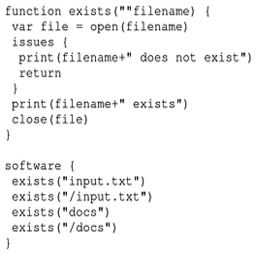 function exists(""filename) {
 var file = open(filename)
 issues {
  print(filename+" does not exist")
  return
 }
 print(filename+" exists")
 close(file)
}

software {
 exists("input.txt")
 exists("/input.txt")
 exists("docs")
 exists("/docs")
}